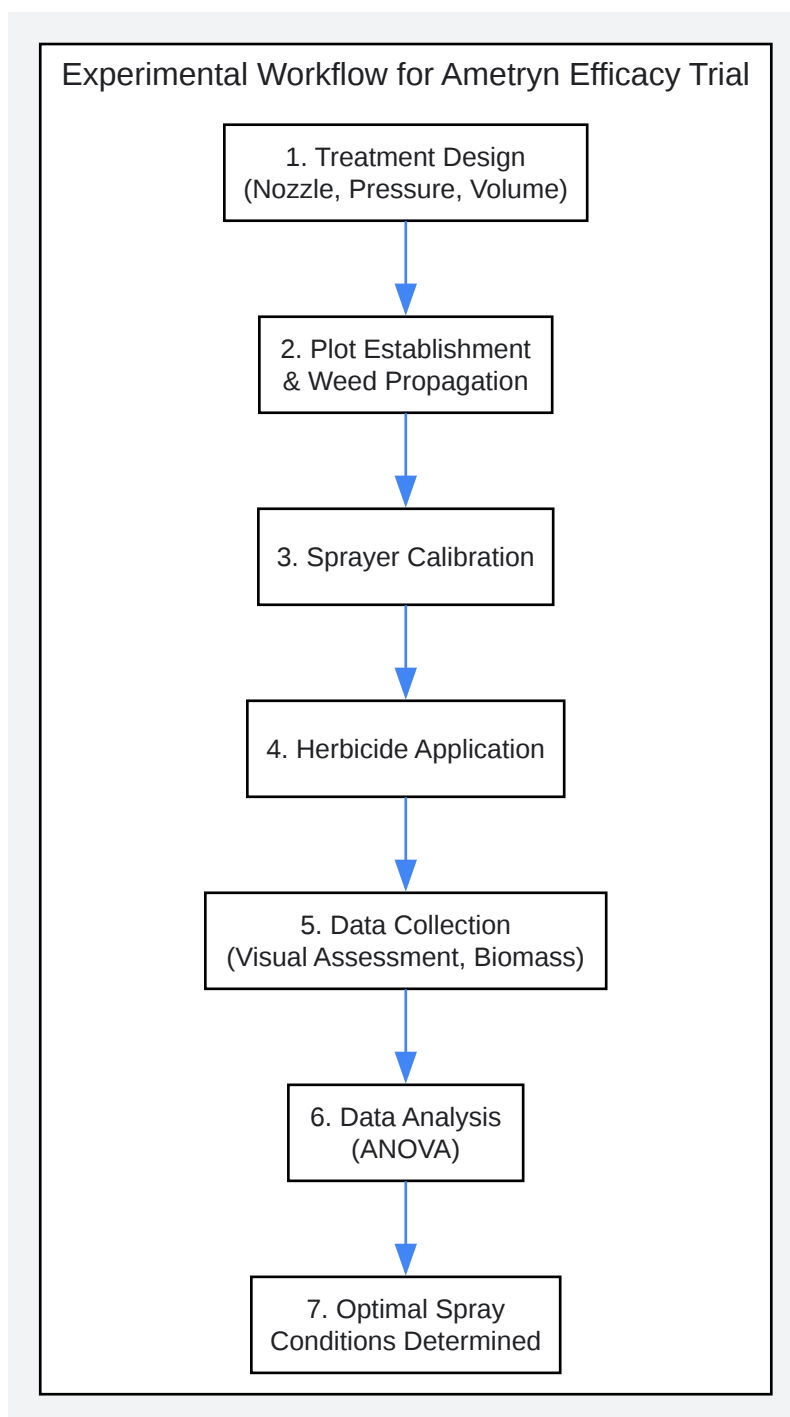 Experimental Workflow for Ametryn Efficacy Trial
1. Treatment Design
(Nozzle, Pressure, Volume)
2. Plot Establishment
& Weed Propagation
3. Sprayer Calibration
4. Herbicide Application
5. Data Collection
(Visual Assessment, Biomass)
6. Data Analysis
(ANOVA)
7. Optimal Spray
Conditions Determined